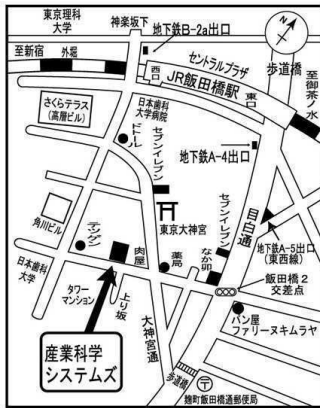 東京理科
大学
神楽坂下
地下鉄B-2a出口
N
至新宿
外堀
セントラルプラザ
JR飯田橋駅
西口
東口
歩道橋
至御茶ノ水
さくらテラス
(高層ビル)
日本歯科
大学病院
ドトール
セブンイレブン
地下鉄A-4出口
角川ビル
東京大神宮
セブンイレブン
目白通
地下鉄A-5出口
(東西線)
日本歯科
大学
テンゲン
肉屋
薬局
なか卯
飯田橋2
交差点
タワー
マンション
上り坂
大神宮通
パン屋
ファリーヌキムラヤ
産業科学
システムズ
歩道橋
〒
麹町飯田橋通郵便局